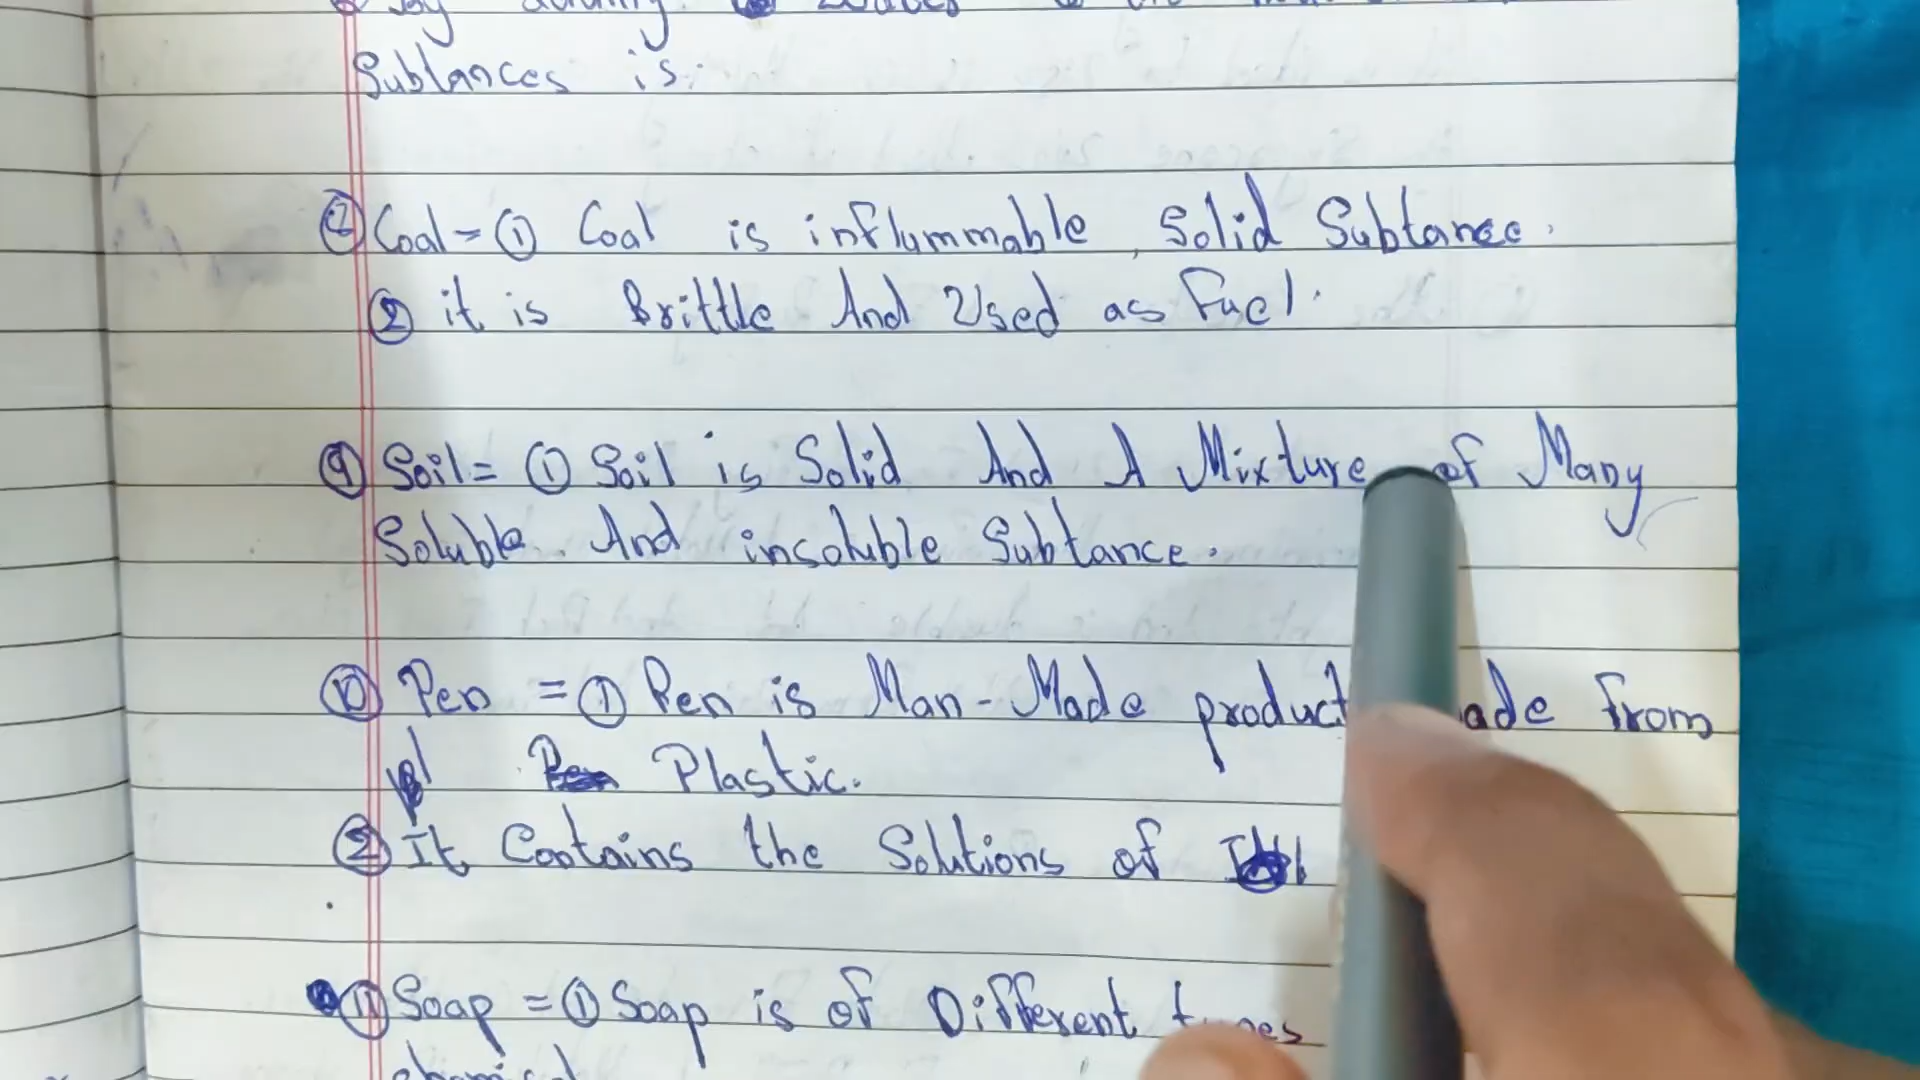 Sublances is.
Coal - ① Coal is inflummable, Solid Subtance.
② it is Brittle And Used as Fuel.
⑨ Soil = ① Soil is Solid And A Mixture of Many
Soluble And insoluble Subtance.
⑩ Pen = ① Pen is Man-Made product ade from
Plastic.
② It Contains the Solutions of
⑪ Soap = ① Soap is of Different